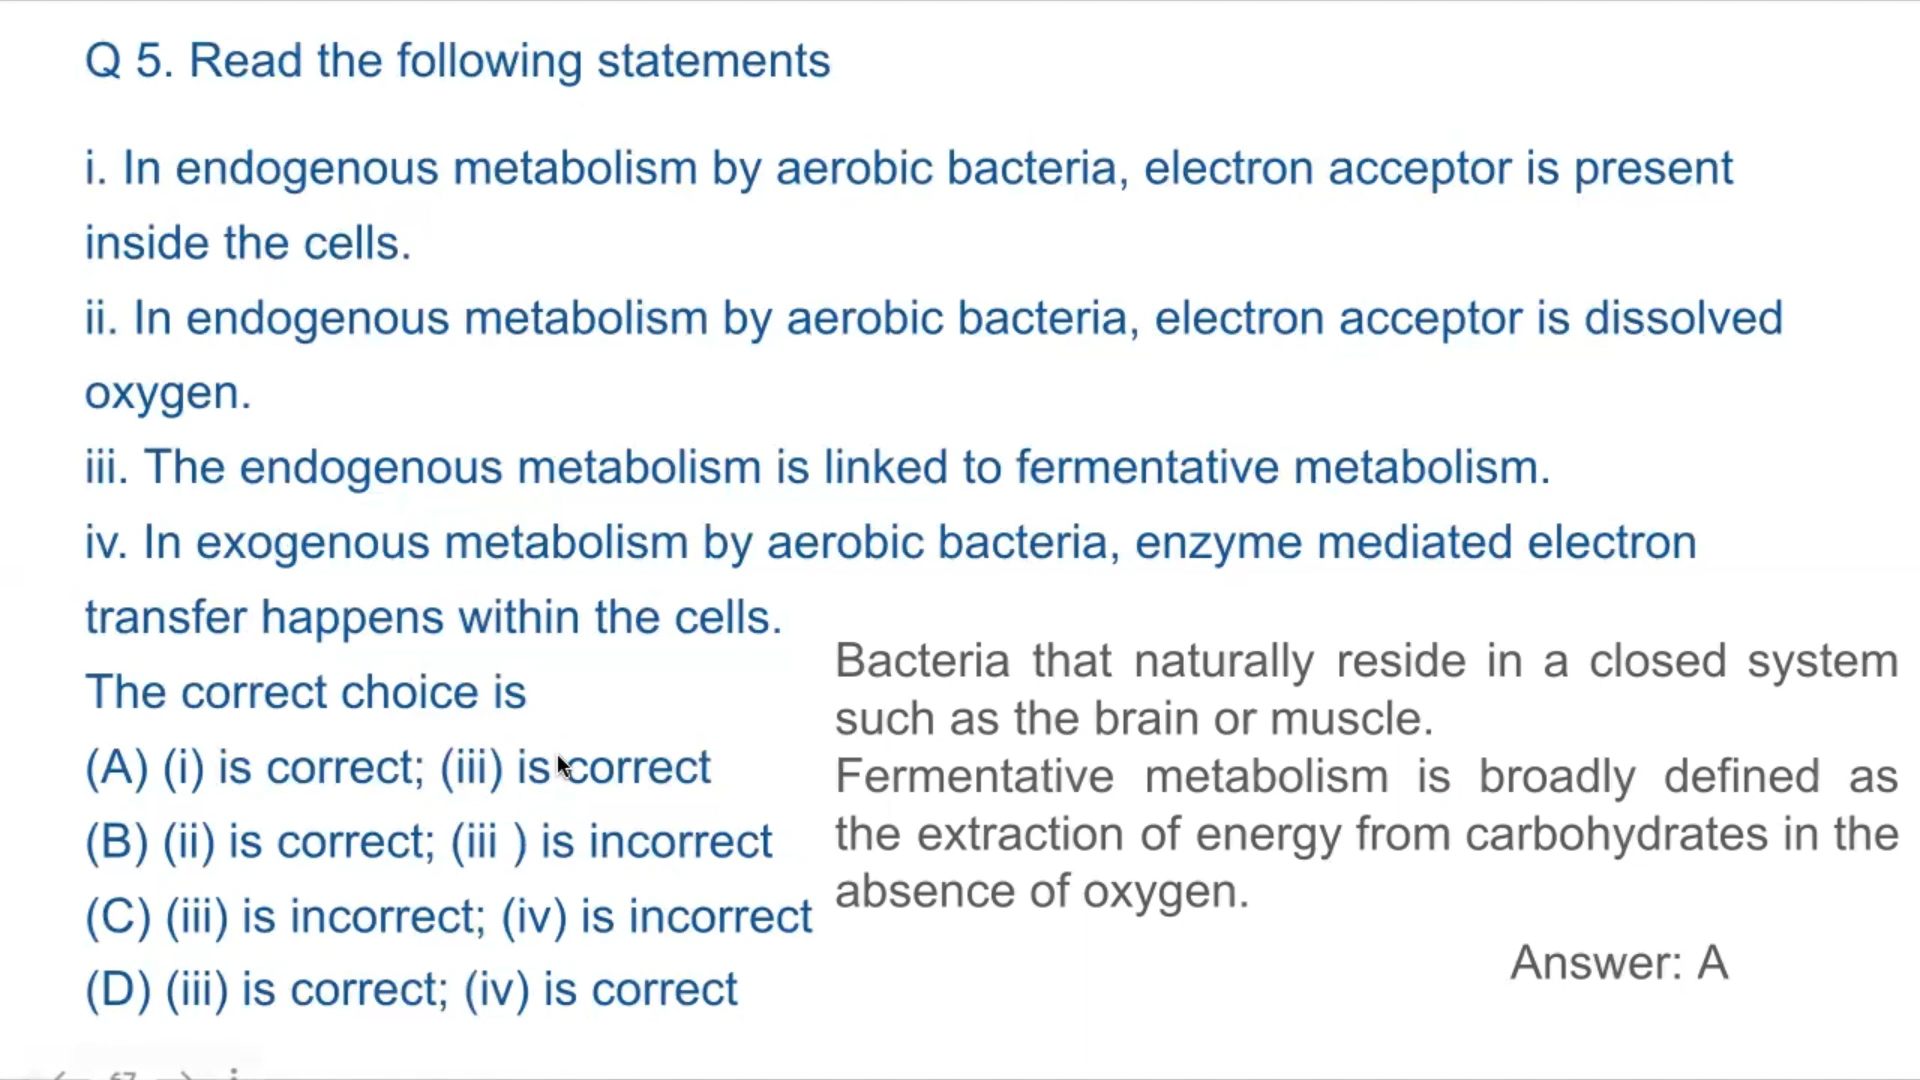 Q 5. Read the following statements
i. In endogenous metabolism by aerobic bacteria, electron acceptor is present
inside the cells.
ii. In endogenous metabolism by aerobic bacteria, electron acceptor is dissolved
oxygen.
iii. The endogenous metabolism is linked to fermentative metabolism.
iv. In exogenous metabolism by aerobic bacteria, enzyme mediated electron
transfer happens within the cells.
The correct choice is
(A) (i) is correct; (iii) is correct
(B) (ii) is correct; (iii ) is incorrect
(C) (iii) is incorrect; (iv) is incorrect
(D) (iii) is correct; (iv) is correct
Bacteria that naturally reside in a closed system
such as the brain or muscle.
Fermentative metabolism is broadly defined as
the extraction of energy from carbohydrates in the
absence of oxygen.
Answer: A